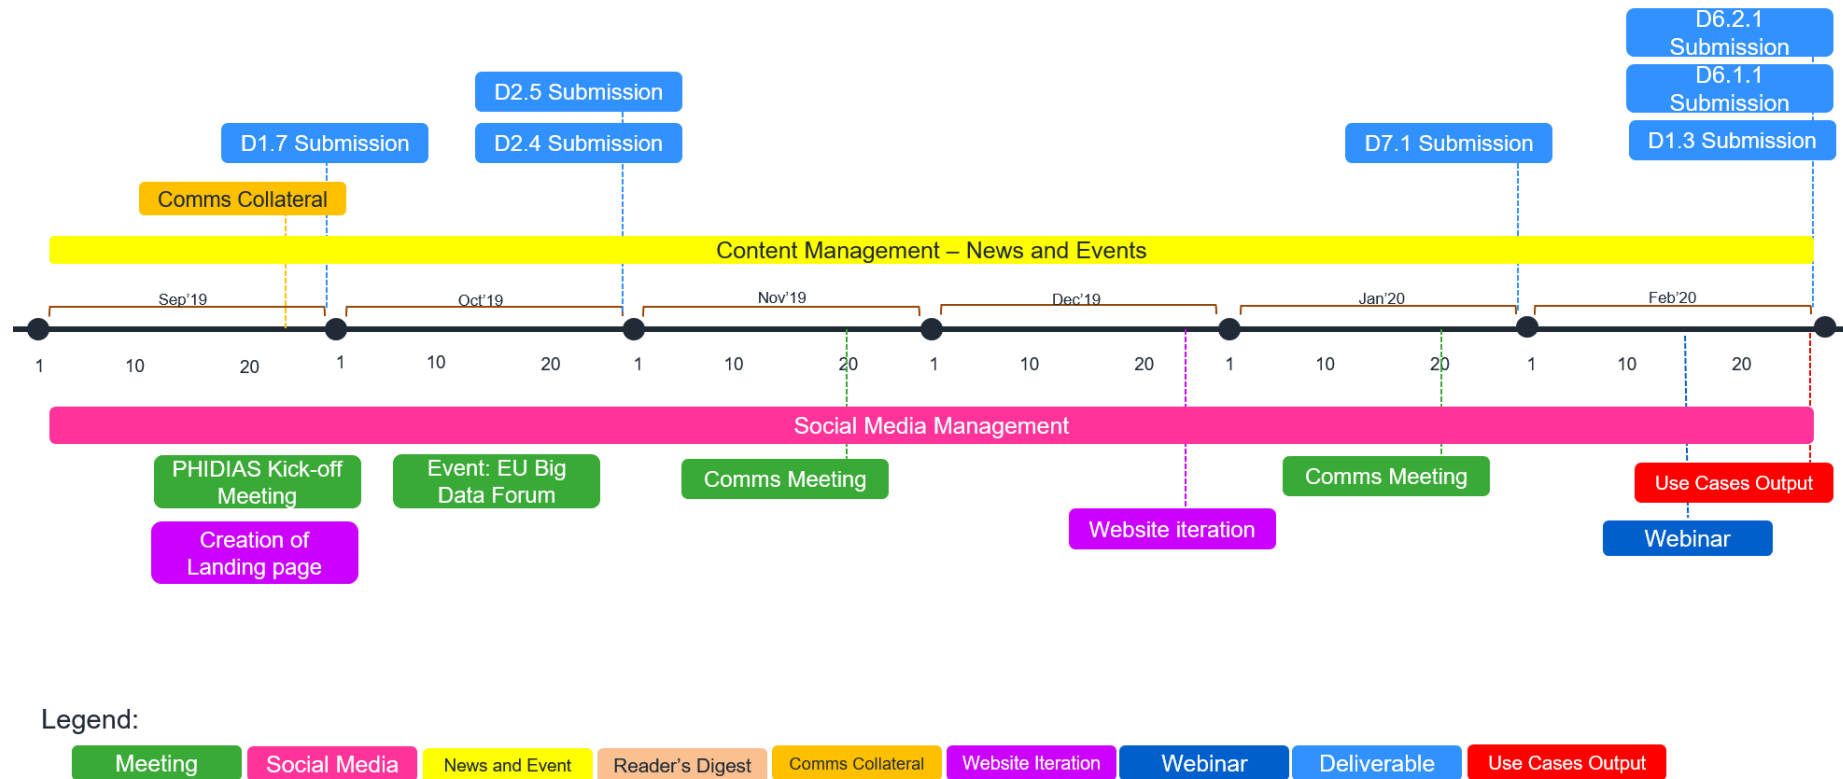 D6.2.1
Submission
D2.5 Submission
D6.1.1
Submission
D1.7 Submission
D2.4 Submission
D7.1 Submission
D1.3 Submission
Comms Collateral
Content Management – News and Events
Sep'19
Oct'19
Nov'19
Dec'19
Jan'20
Feb'20
1
10
20
1
10
20
1
10
20
1
10
20
1
10
20
1
10
20
Social Media Management
PHIDIAS Kick-off
Meeting
Event: EU Big
Data Forum
Comms Meeting
Comms Meeting
Use Cases Output
Creation of
Landing page
Website iteration
Webinar
Legend:
Meeting
Social Media
News and Event
Reader's Digest
Comms Collateral
Website Iteration
Webinar
Deliverable
Use Cases Output